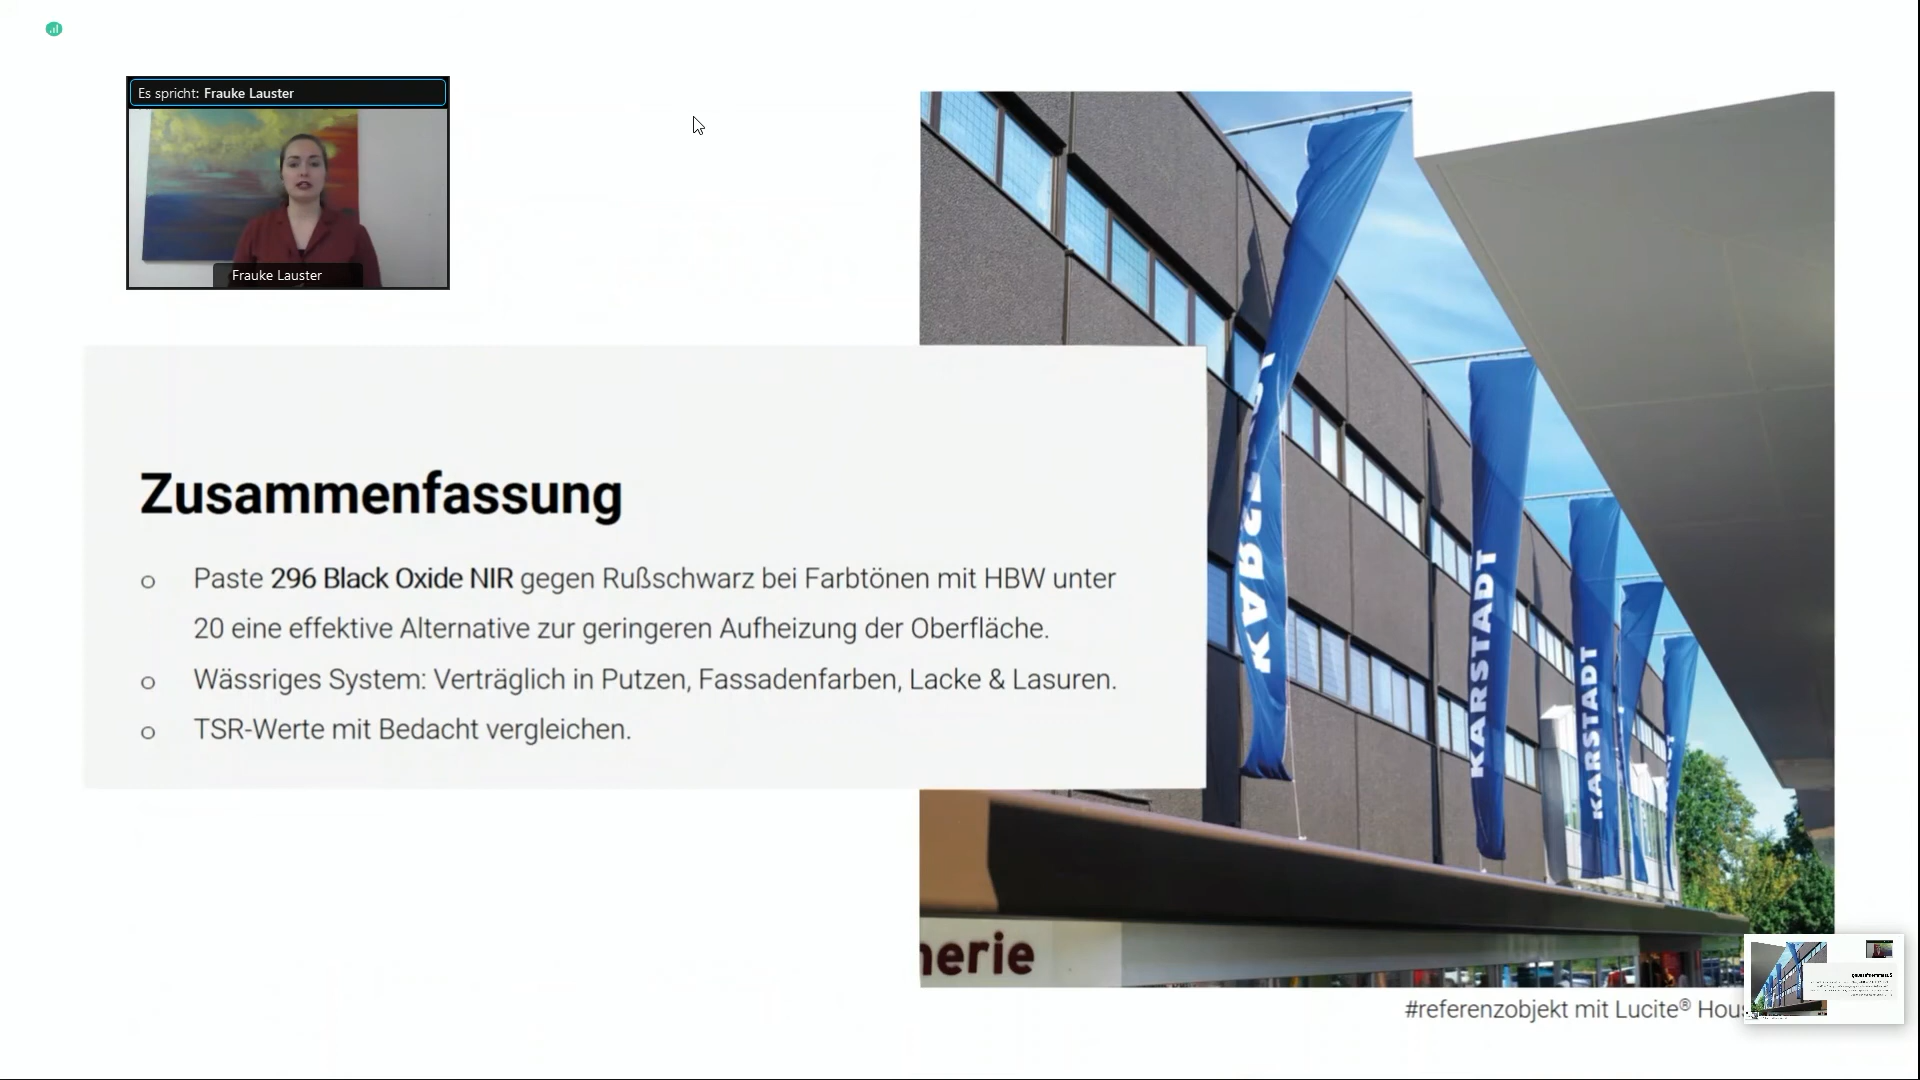 Es spricht: Frauke Lauster
Frauke Lauster
Zusammenfassung
o Paste 296 Black Oxide NIR gegen Rußschwarz bei Farbtönen mit HBW unter
20 eine effektive Alternative zur geringeren Aufheizung der Oberfläche.
o Wässriges System: Verträglich in Putzen, Fassadenfarben, Lacke & Lasuren.
o TSR-Werte mit Bedacht vergleichen.
KARSTADT
KARSTADT
KARSTADT
nerie
#referenzobjekt mit Lucite® Hou